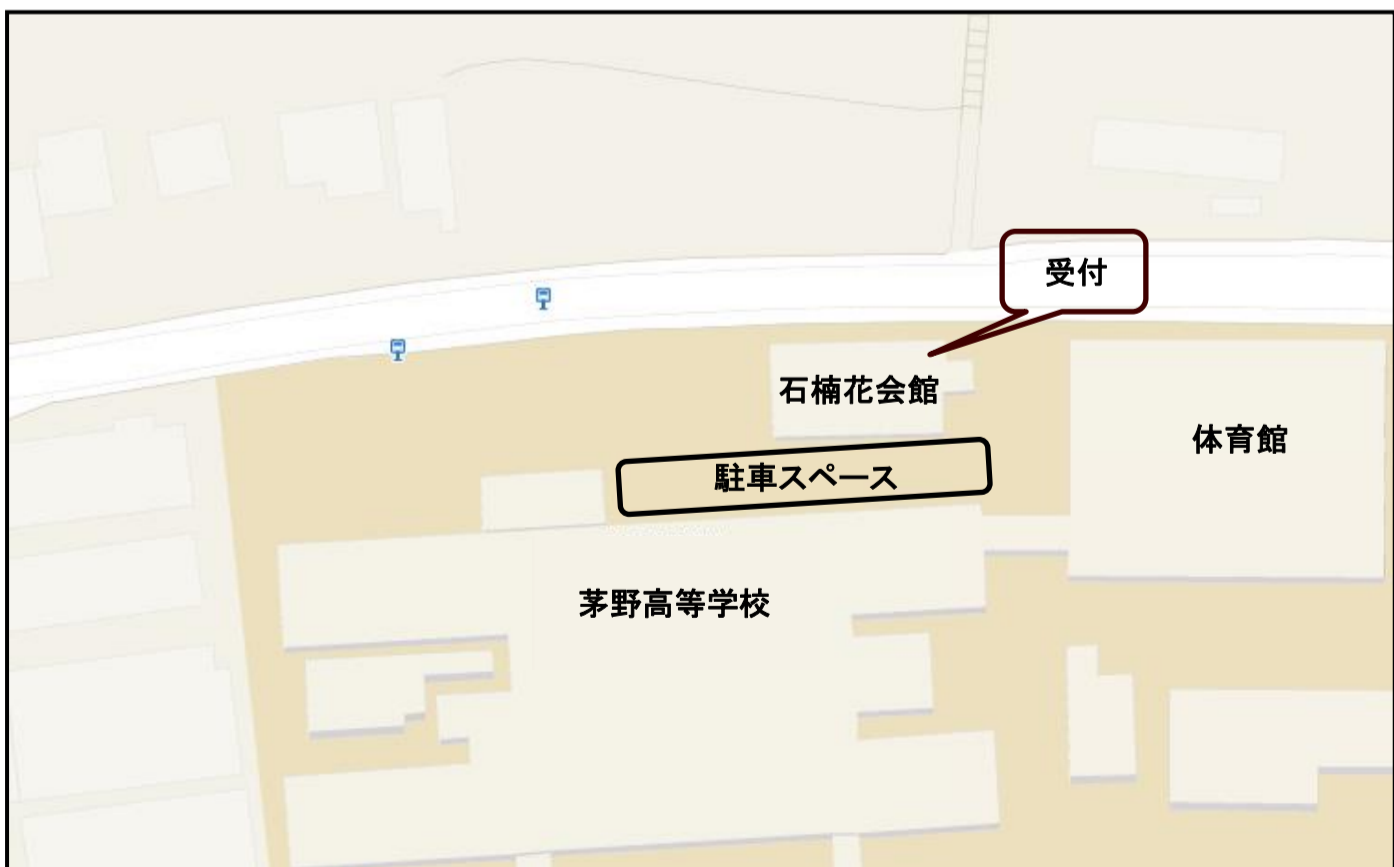 受付
石楠花会館
体育館
駐車スペース
茅野高等学校